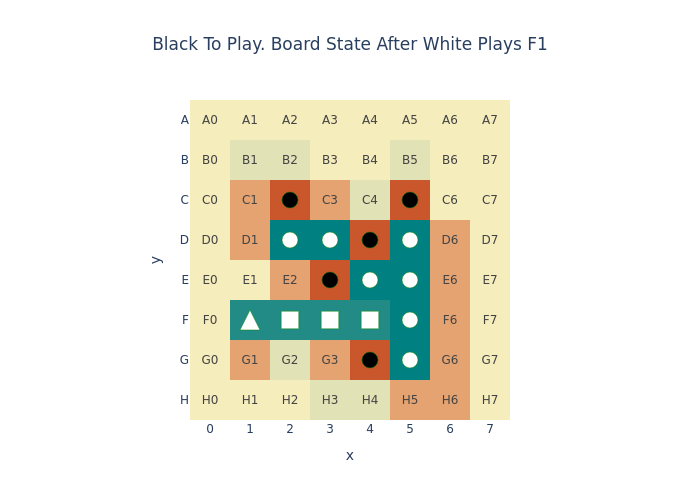 Black To Play. Board State After White Plays F1
A A0 A1 A2 A3 A4 A5 A6 A7
B B0 B1 B2 B3 B4 B5 B6 B7
C C0 C1 C3 C4 C6 C7
D D0 D1 D6 D7
E E0 E1 E2 E6 E7
F F0 F6 F7
G G0 G1 G2 G3 G6 G7
H H0 H1 H2 H3 H4 H5 H6 H7
0 1 2 3 4 5 6 7
x
y